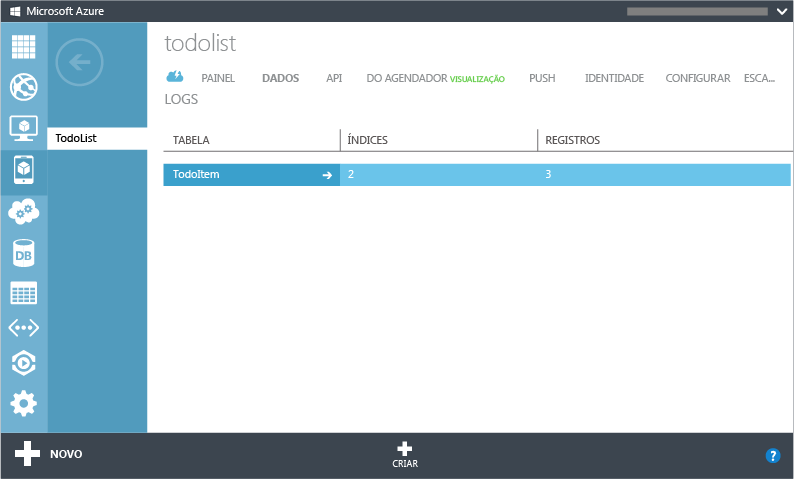 Microsoft Azure
todolist
PAINEL DADOS API DO AGENDADOR VISUALIZAÇÃO PUSH IDENTIDADE CONFIGURAR ESCA...
LOGS
TodoList
TABELA ÍNDICES REGISTROS
TodoItem 2 3
DB
NOVO
CRIAR
?